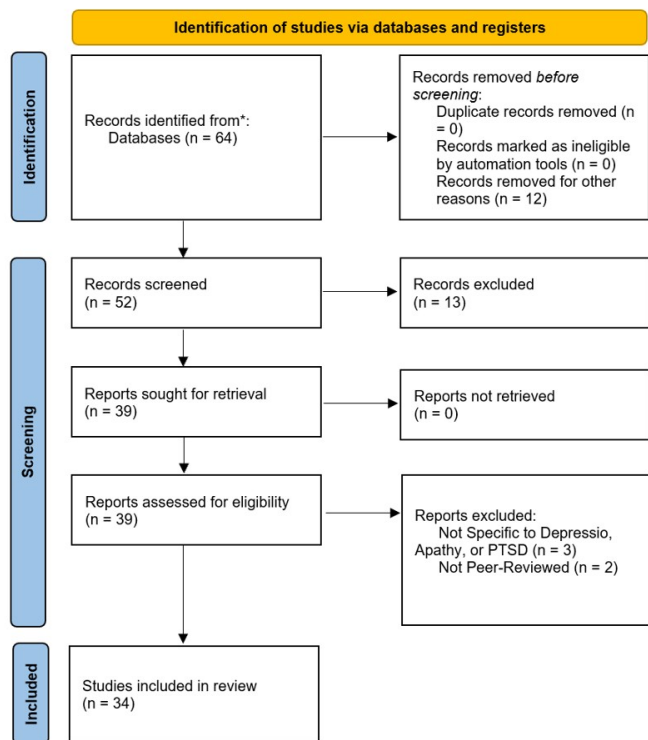 Identification of studies via databases and registers
Identification
Records identified from*:
Databases (n = 64)
Records removed before
screening:
Duplicate records removed (n
= 0)
Records marked as ineligible
by automation tools (n = 0)
Records removed for other
reasons (n = 12)
Screening
Records screened
(n = 52)
Records excluded
(n = 13)
Reports sought for retrieval
(n = 39)
Reports not retrieved
(n = 0)
Reports assessed for eligibility
(n = 39)
Reports excluded:
Not Specific to Depressio,
Apathy, or PTSD (n = 3)
Not Peer-Reviewed (n = 2)
Included
Studies included in review
(n = 34)